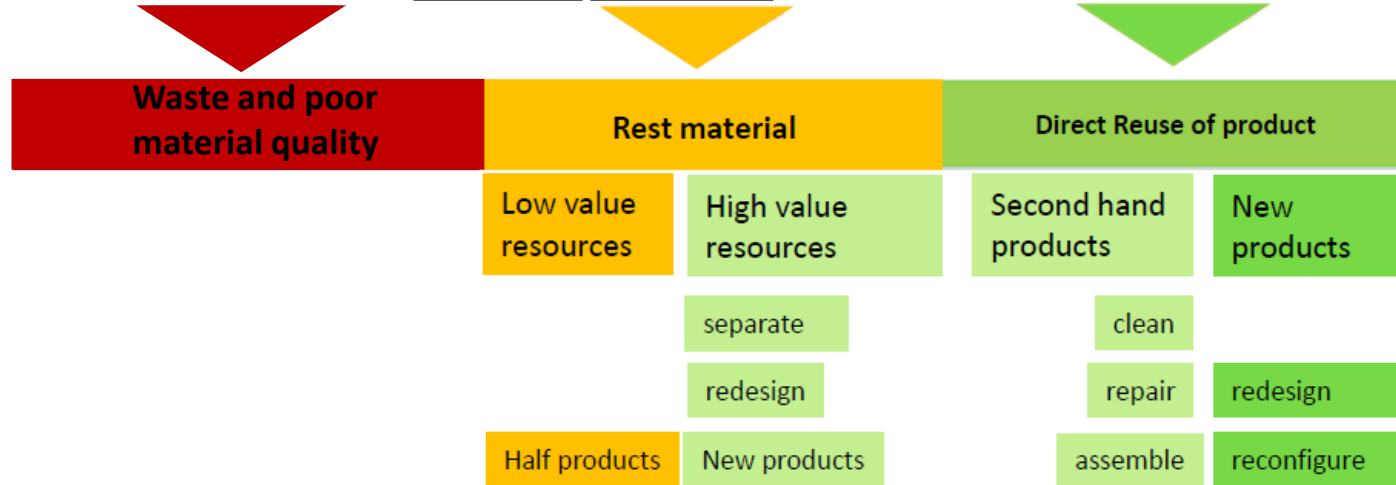 Waste and poor
material quality
Rest material
Direct Reuse of product
Low value
resources
High value
resources
Second hand
products
New
products
separate
clean
redesign
repair
redesign
Half products
New products
assemble
reconfigure